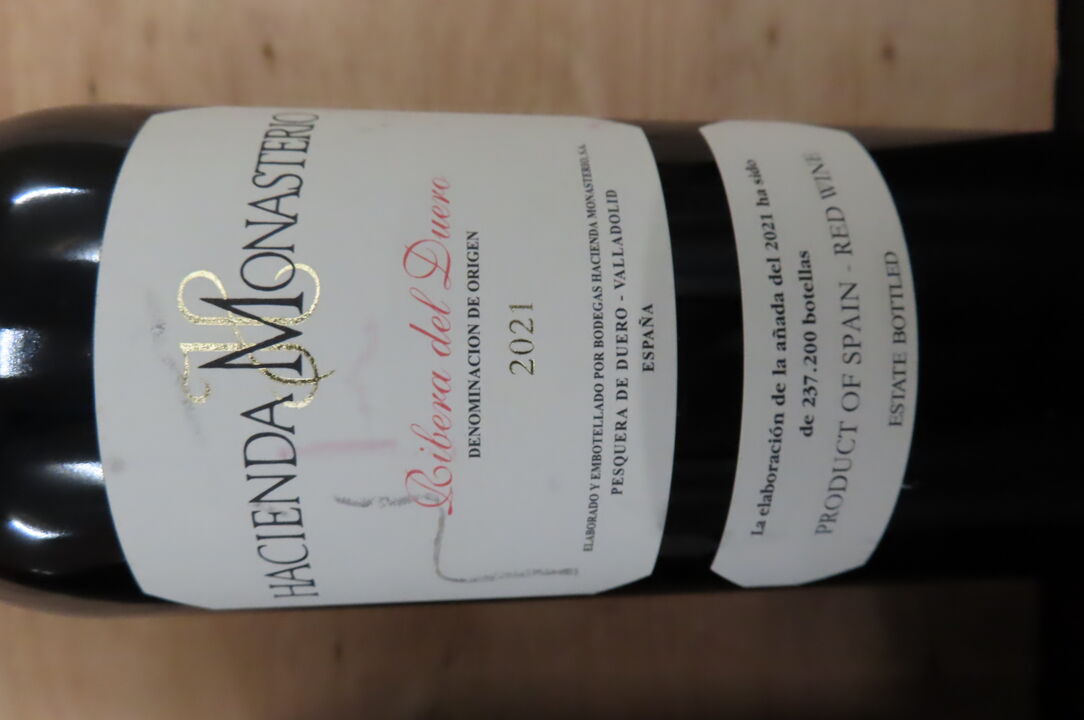 HACIENDA MONASTERIO
Ribera del Duero
DENOMINACION DE ORIGEN
2021
ELABORADO Y EMBOTELLADO POR BODEGAS HACIENDA MONASTERIO, S.A.
PESQUERA DE DUERO - VALLADOLID
ESPAÑA
La elaboración de la añada del 2021 ha sido
de 237.200 botellas
PRODUCT OF SPAIN - RED WINE
ESTATE BOTTLED